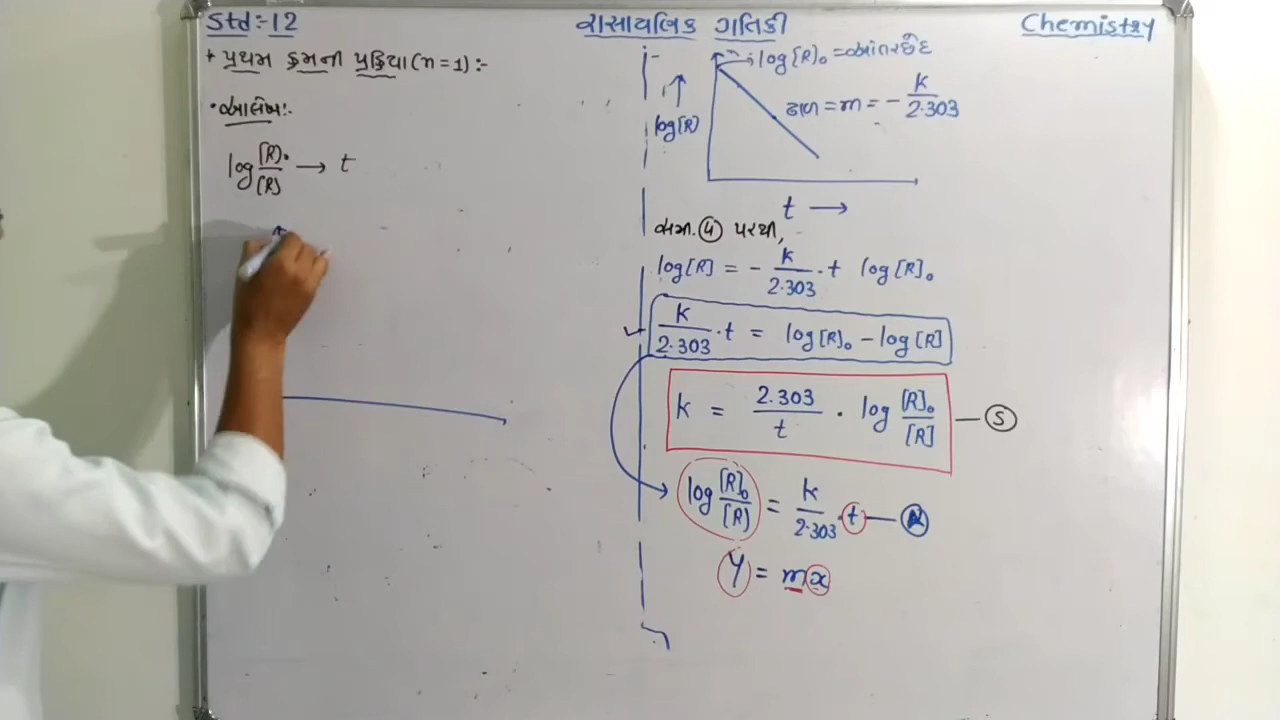 Std:-12
રાસાયણિક ગતિકી
Chemistry
+ પ્રથમ ક્રમની પ્રક્રિયા (n=1):-
• આલેખ:-
log [R]₀/[R] → t
log[R]₀ = આંતરછેદ
↑
log[R]
ઢાળ = m = - k/2.303
t →
સમી. (4) પરથી,
log[R] = - k/2.303 . t log[R]₀
k/2.303 . t = log[R]₀ - log[R]
k = 2.303/t . log [R]₀/[R] — (5)
log [R]₀/[R] = k/2.303 . t —
Y = mx